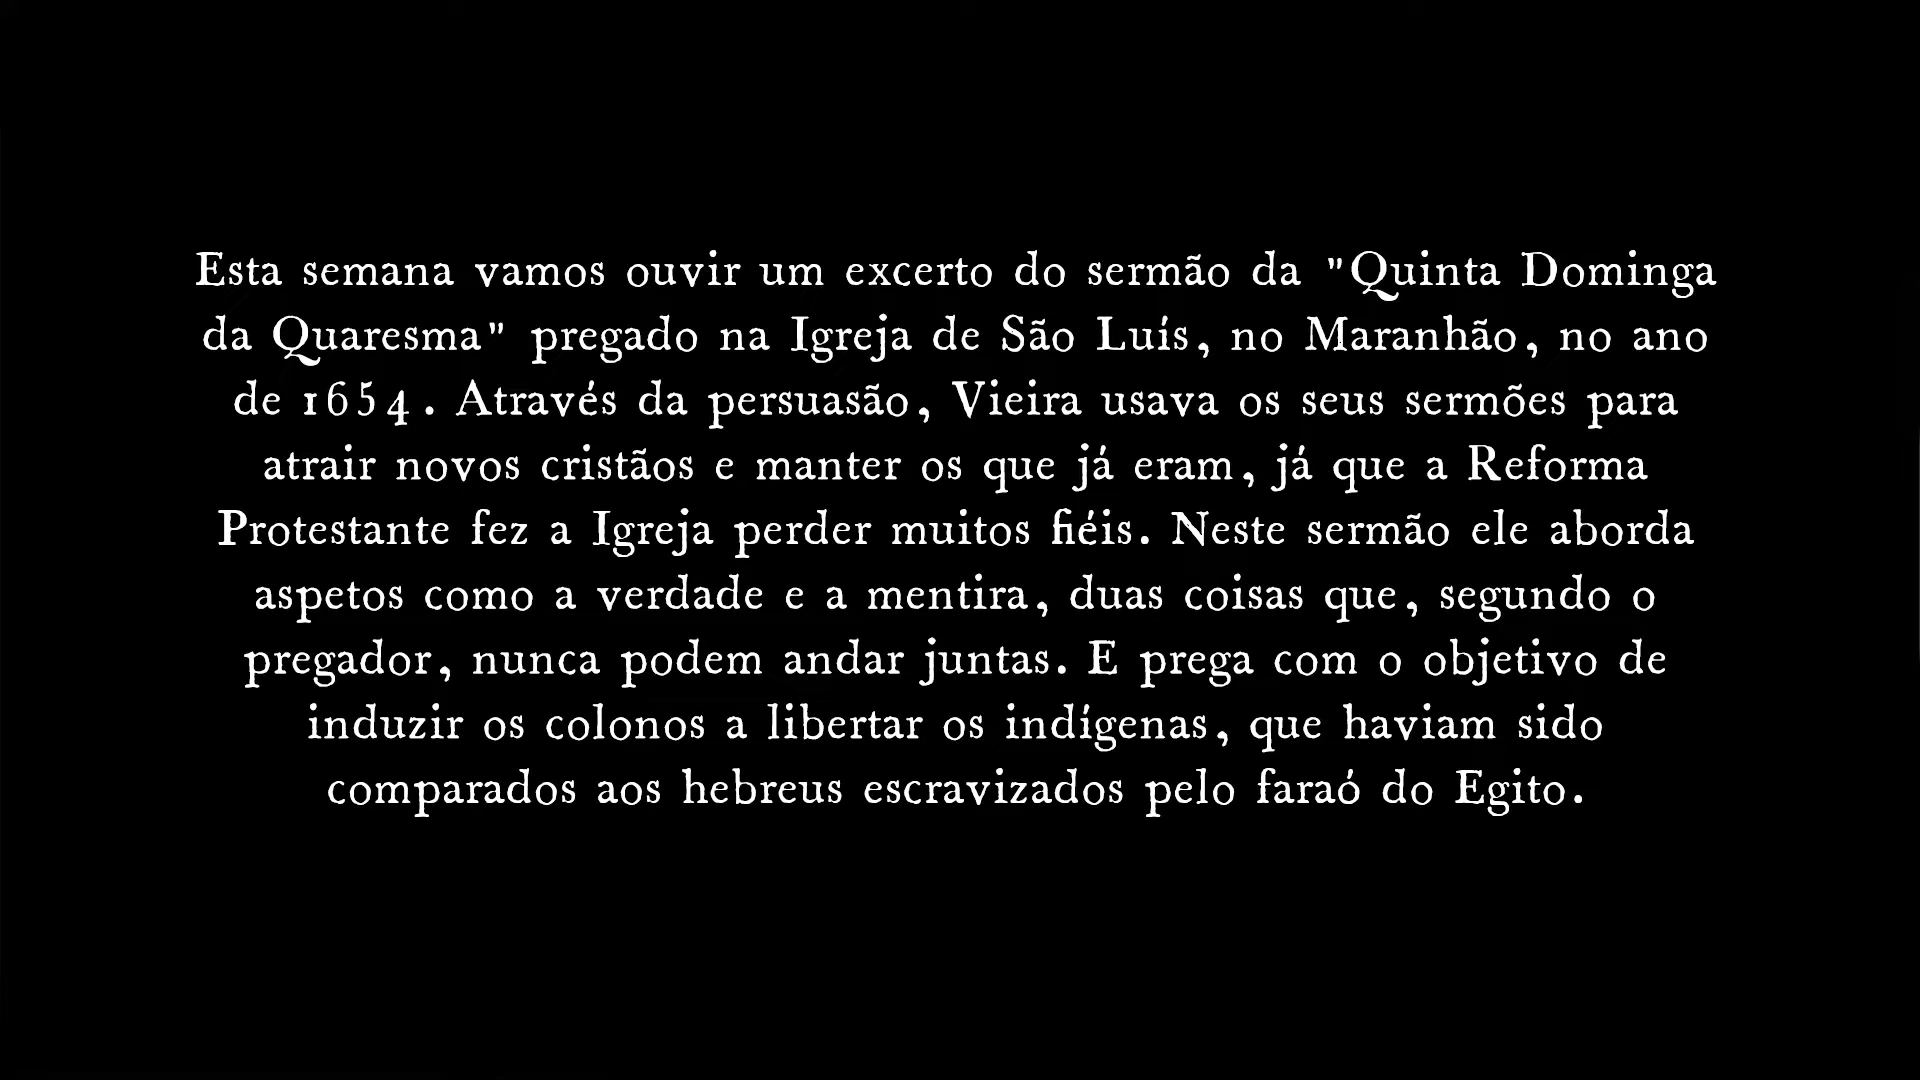 Esta semana vamos ouvir um excerto do sermão da "Quinta Dominga
da Quaresma" pregado na Igreja de São Luís, no Maranhão, no ano
de 1654. Através da persuasão, Vieira usava os seus sermões para
atrair novos cristãos e manter os que já eram, já que a Reforma
Protestante fez a Igreja perder muitos fiéis. Neste sermão ele aborda
aspetos como a verdade e a mentira, duas coisas que, segundo o
pregador, nunca podem andar juntas. E prega com o objetivo de
induzir os colonos a libertar os indígenas, que haviam sido
comparados aos hebreus escravizados pelo faraó do Egito.